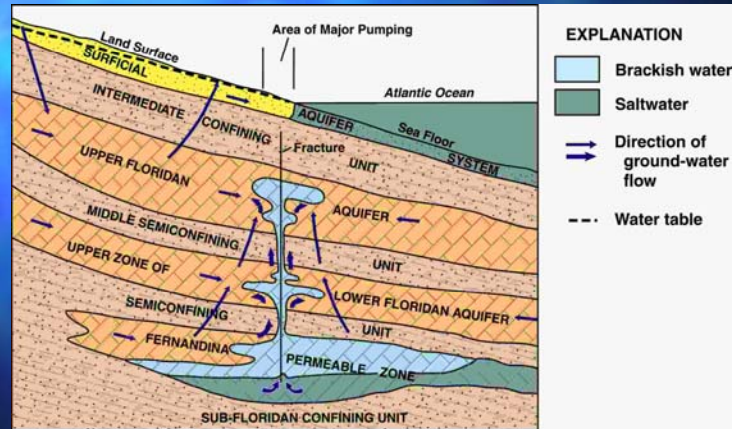 Area of Major Pumping
Land Surface
SURFICIAL
Atlantic Ocean
INTERMEDIATE
CONFINING
AQUIFER
Sea Floor
SYSTEM
Fracture
UNIT
UPPER FLORIDAN
AQUIFER
MIDDLE SEMICONFINING
UNIT
UPPER ZONE OF
LOWER FLORIDAN AQUIFER
SEMICONFINING
UNIT
FERNANDINA
PERMEABLE ZONE
SUB-FLORIDAN CONFINING UNIT
EXPLANATION
Brackish water
Saltwater
Direction of
ground-water
flow
Water table